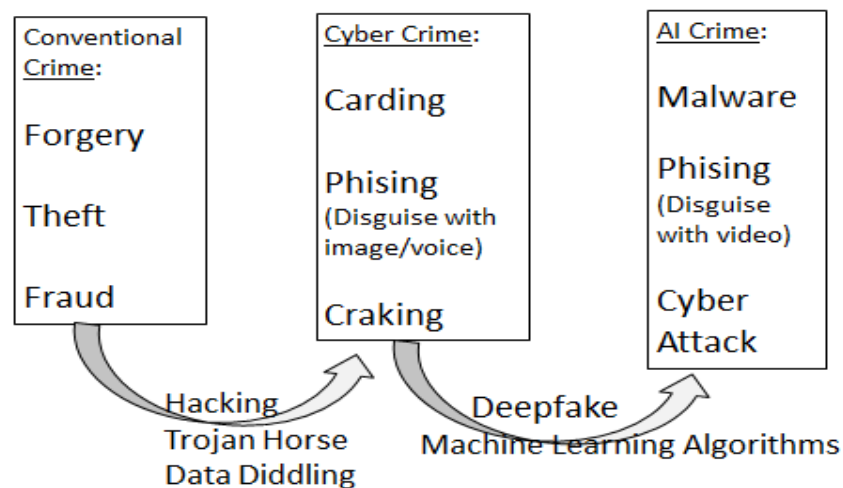 Conventional
Crime:
Forgery
Theft
Fraud
Cyber Crime:
Carding
Phising
(Disguise with
image/voice)
Craking
AI Crime:
Malware
Phising
(Disguise
with video)
Cyber
Attack
Hacking
Trojan Horse
Data Diddling
Deepfake
Machine Learning Algorithms